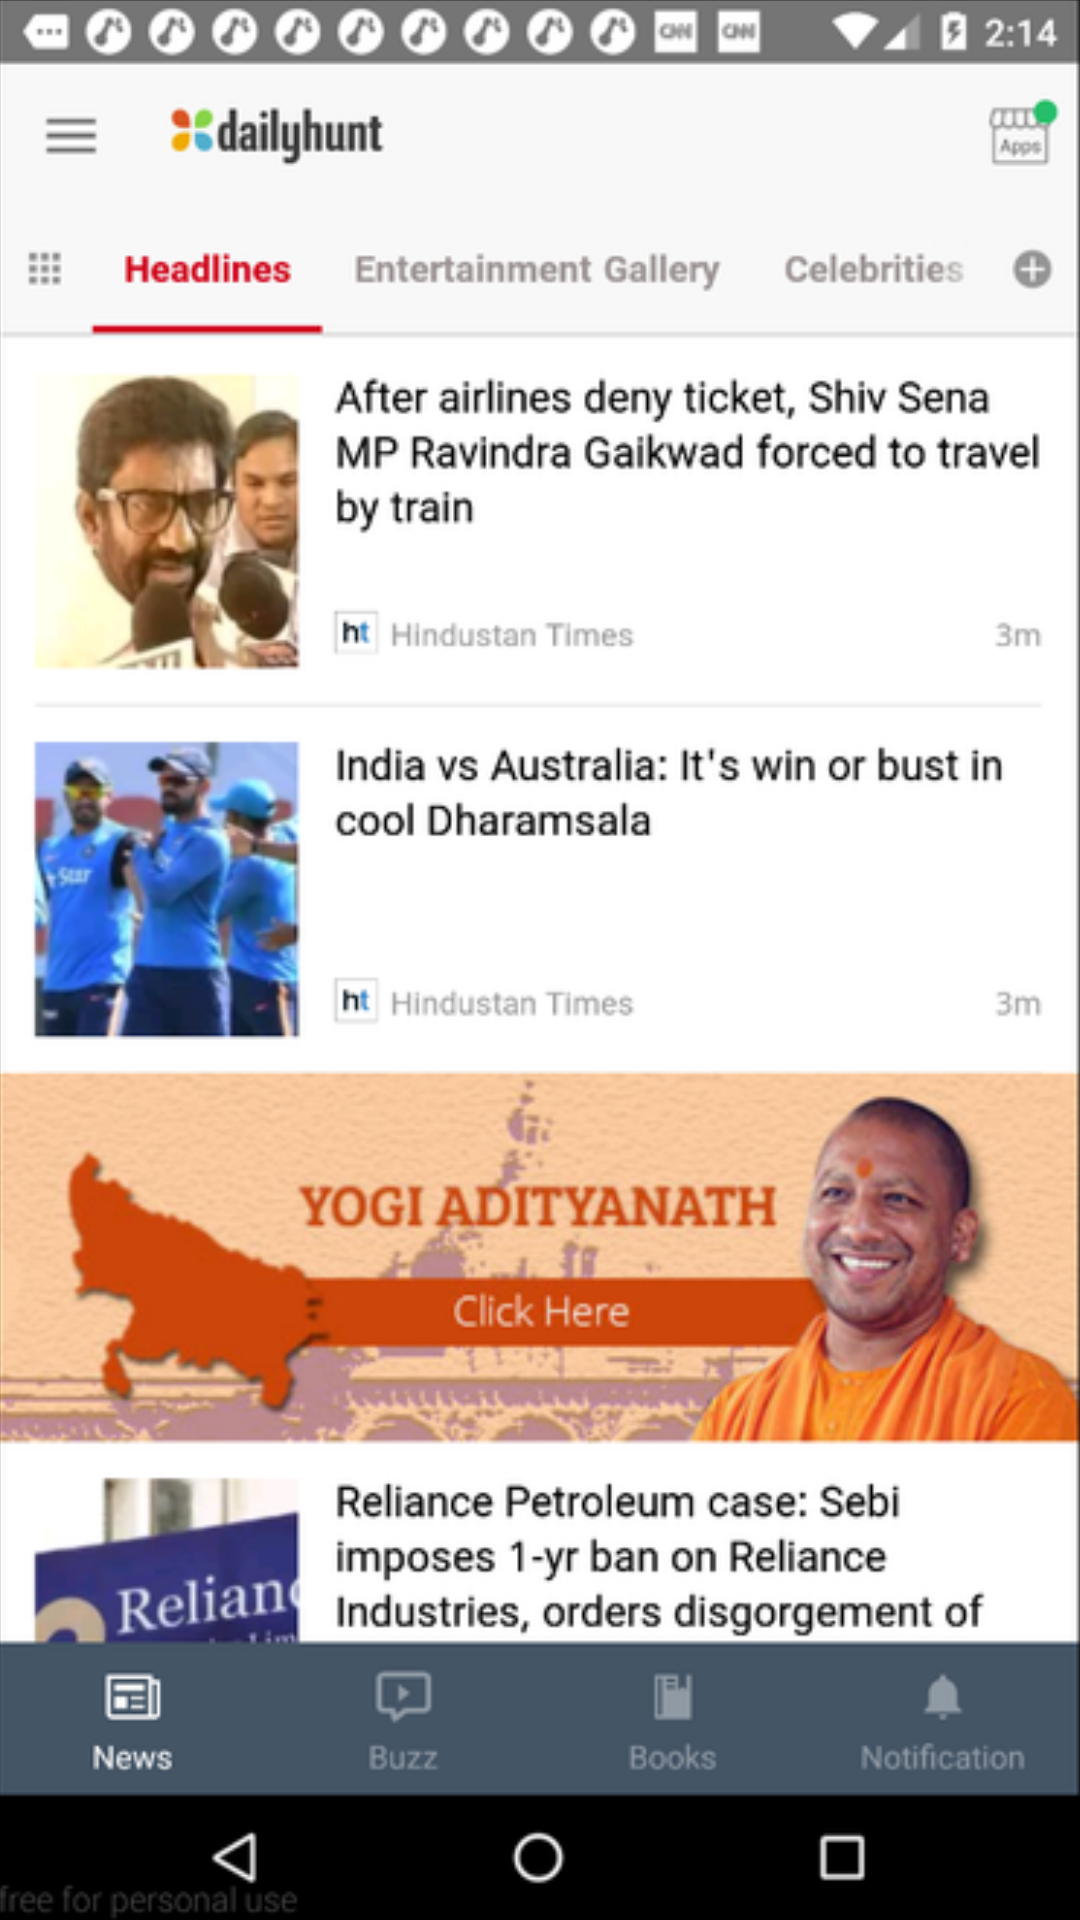 CNN CNN 2:14
dailyhunt
Apps
Headlines Entertainment Gallery Celebrities
After airlines deny ticket, Shiv Sena
MP Ravindra Gaikwad forced to travel
by train
ht Hindustan Times 3m
Star
India vs Australia: It's win or bust in
cool Dharamsala
ht Hindustan Times 3m
YOGI ADITYANATH
Click Here
Relianc
Reliance Petroleum case: Sebi
imposes 1-yr ban on Reliance
Industries, orders disgorgement of
News Buzz Books Notification
free for personal use